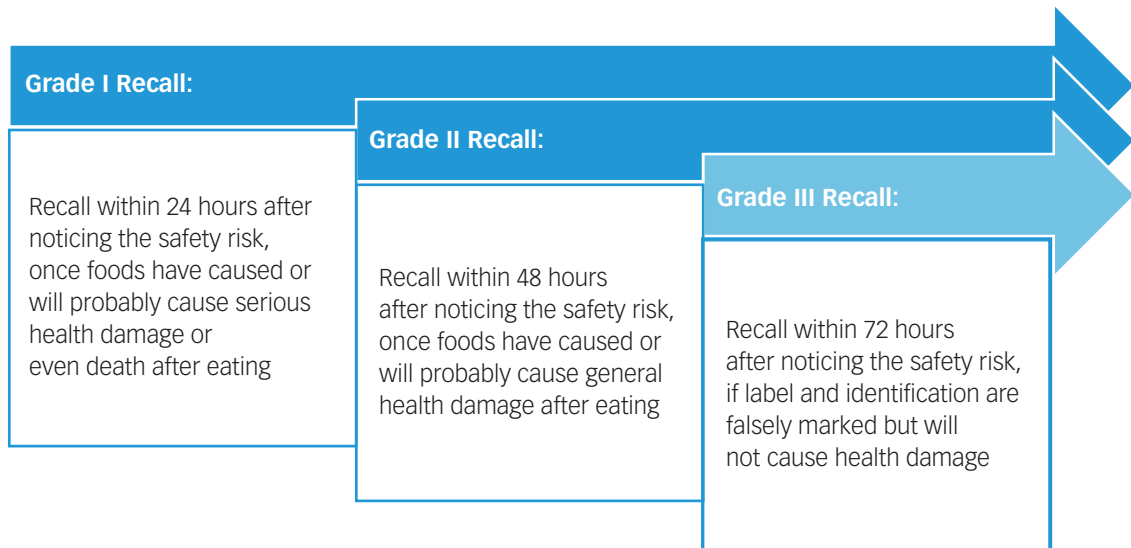 Grade I Recall:
Recall within 24 hours after
noticing the safety risk,
once foods have caused or
will probably cause serious
health damage or
even death after eating
Grade II Recall:
Recall within 48 hours
after noticing the safety risk,
once foods have caused or
will probably cause general
health damage after eating
Grade III Recall:
Recall within 72 hours
after noticing the safety risk,
if label and identification are
falsely marked but will
not cause health damage